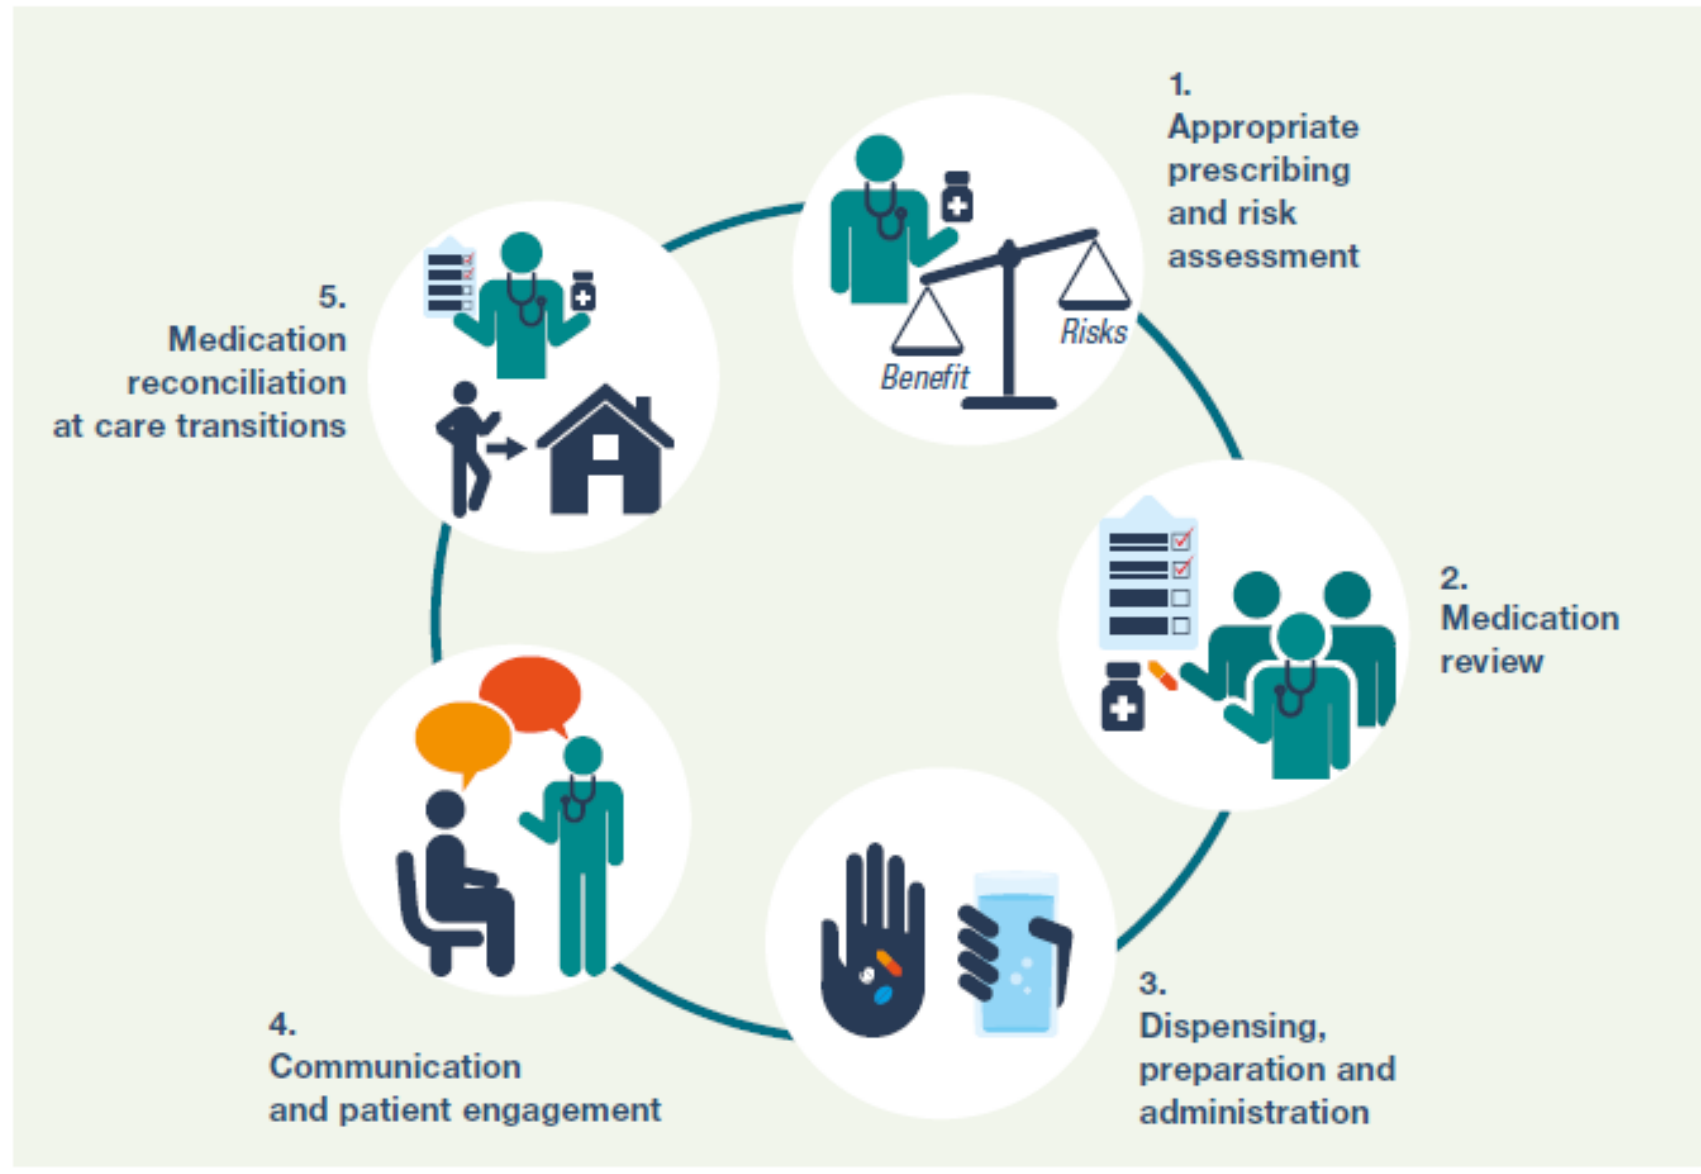 1.
Appropriate
prescribing
and risk
assessment
Risks
Benefit
2.
Medication
review
3.
Dispensing,
preparation and
administration
4.
Communication
and patient engagement
5.
Medication
reconciliation
at care transitions